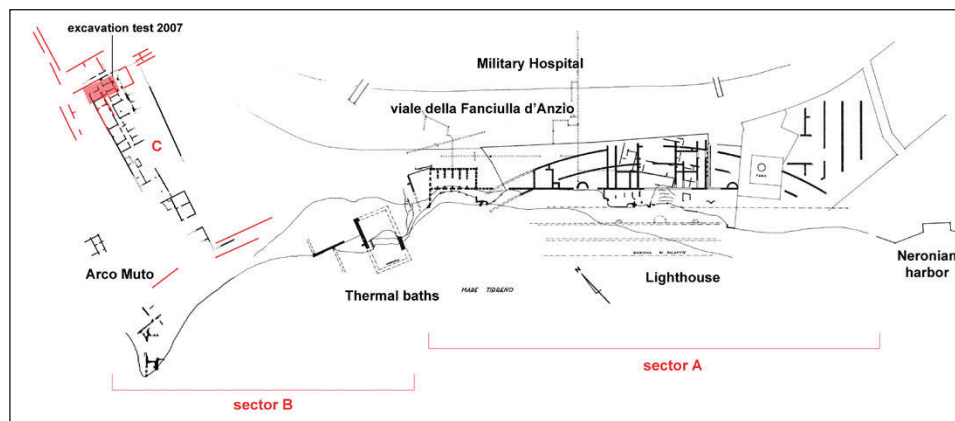 excavation test 2007
Military Hospital
viale della Fanciulla d'Anzio
C
Arco Muto
Thermal baths
MARE TIRRENO
Lighthouse
Neronian
harbor
sector A
sector B